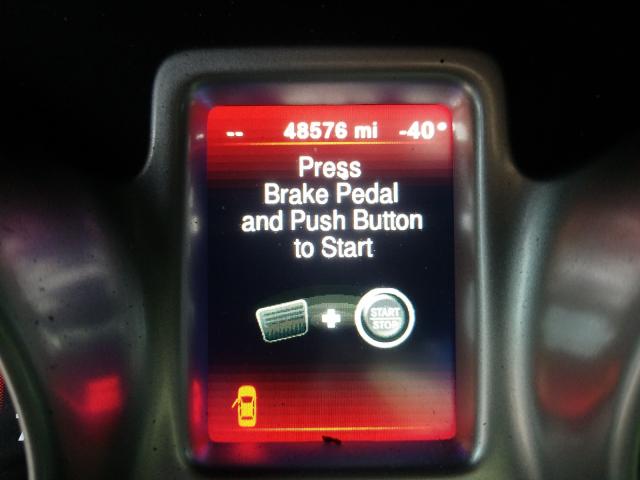 -- 48576 mi -40°
Press
Brake Pedal
and Push Button
to Start
START
STOP